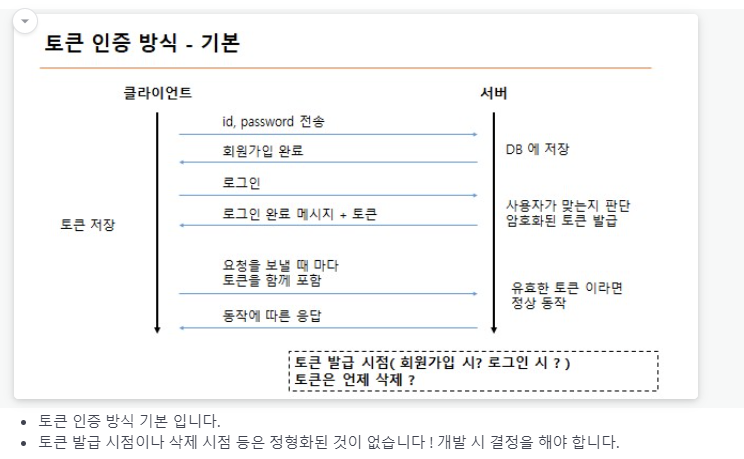 토큰 인증 방식 - 기본
클라이언트
서버
id, password 전송
DB 에 저장
회원가입 완료
로그인
로그인 완료 메시지 + 토큰
사용자가 맞는지 판단
암호화된 토큰 발급
토큰 저장
요청을 보낼 때 마다
토큰을 함께 포함
유효한 토큰 이라면
정상 동작
동작에 따른 응답
토큰 발급 시점( 회원가입 시? 로그인 시 ? )
토큰은 언제 삭제 ?
토큰 인증 방식 기본 입니다.
토큰 발급 시점이나 삭제 시점 등은 정형화된 것이 없습니다 ! 개발 시 결정을 해야 합니다.